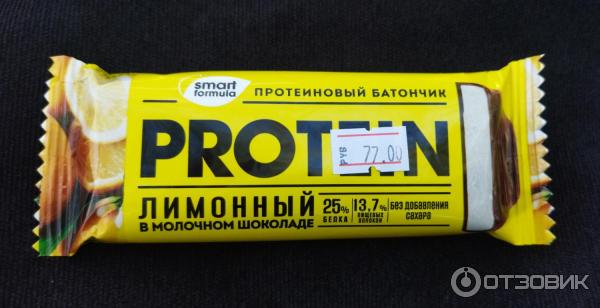 smart
formula
ПРОТЕИНОВЫЙ БАТОНЧИК
PROTEIN
РУБ 77.00
ЛИМОННЫЙ
В МОЛОЧНОМ ШОКОЛАДЕ
25%
БЕЛКА
13,7%
ПИЩЕВЫХ
ВОЛОКОН
БЕЗ ДОБАВЛЕНИЯ
САХАРА
ОТЗОВИК